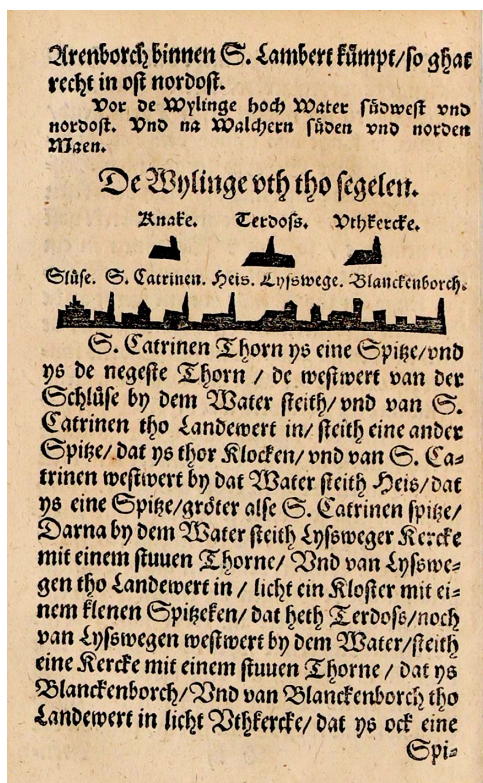 Arenborch binnen S. Lambert kümpt/so ghat
recht in ost nordost.
Vor de Wylinge hoch Water südwest vnd
nordost. Vnd na Walchern süden vnd norden
Maen.
De Wylinge vth tho segelen.
Knake. Terdoss. Vthkercke.
Slüse. S. Catrinen. Heis. Lysswege. Blanckenborch.
S. Catrinen Thorn ys eine Spitze/vnd
ys de negeste Thorn / de westwert van der
Schlüse by dem Water steith/vnd van S.
Catrinen tho Landewert in/ steith eine ander
Spitze/dat ys thor Klocken/vnd van S. Ca=
trinen westwert by dat Water steith Heis/dat
ys eine Spitze/gröter alse S. Catrinen spitze/
Darna by dem Water steith Lyssweger Kercke
mit einem stuuen Thorne/ Vnd van Lysswe=
gen tho Landewert in / licht ein Kloster mit ei=
nem klenen Spitzeken/ dat heth Terdoss/noch
van Lysswegen westwert by dem Water/steith
eine Kercke mit einem stuuen Thorne / dat ys
Blanckenborch/Vnd van Blanckenborch tho
Landewert in licht Vthkercke/ dat ys ock eine
Spi=